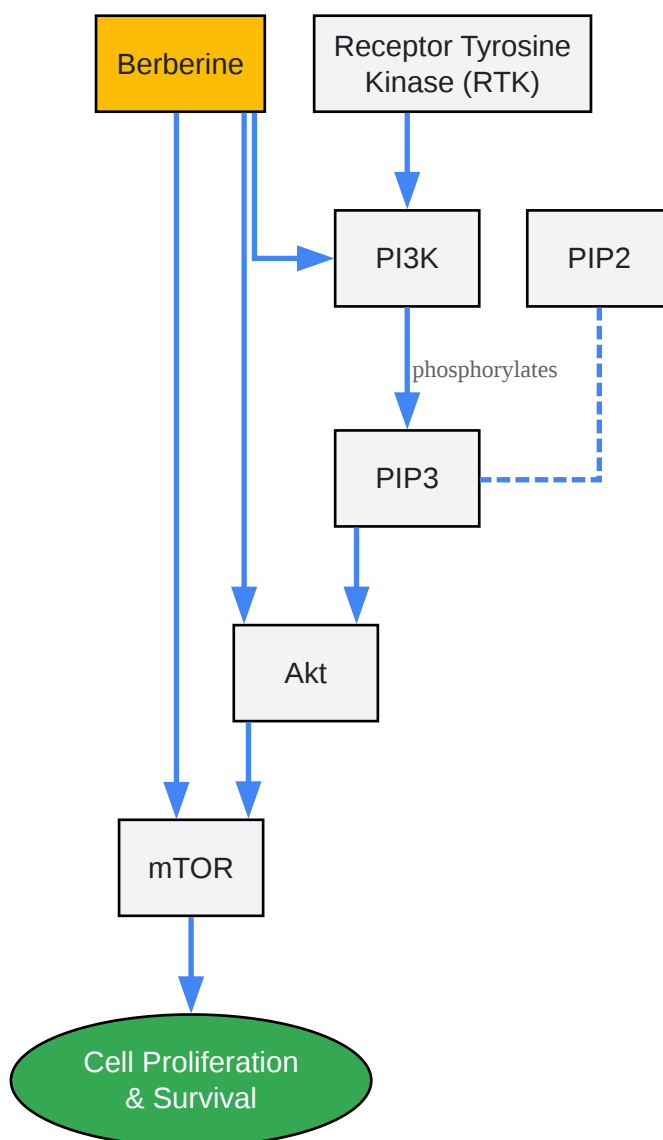 Berberine
Receptor Tyrosine
Kinase (RTK)
PI3K
PIP2
phosphorylates
PIP3
Akt
mTOR
Cell Proliferation
& Survival